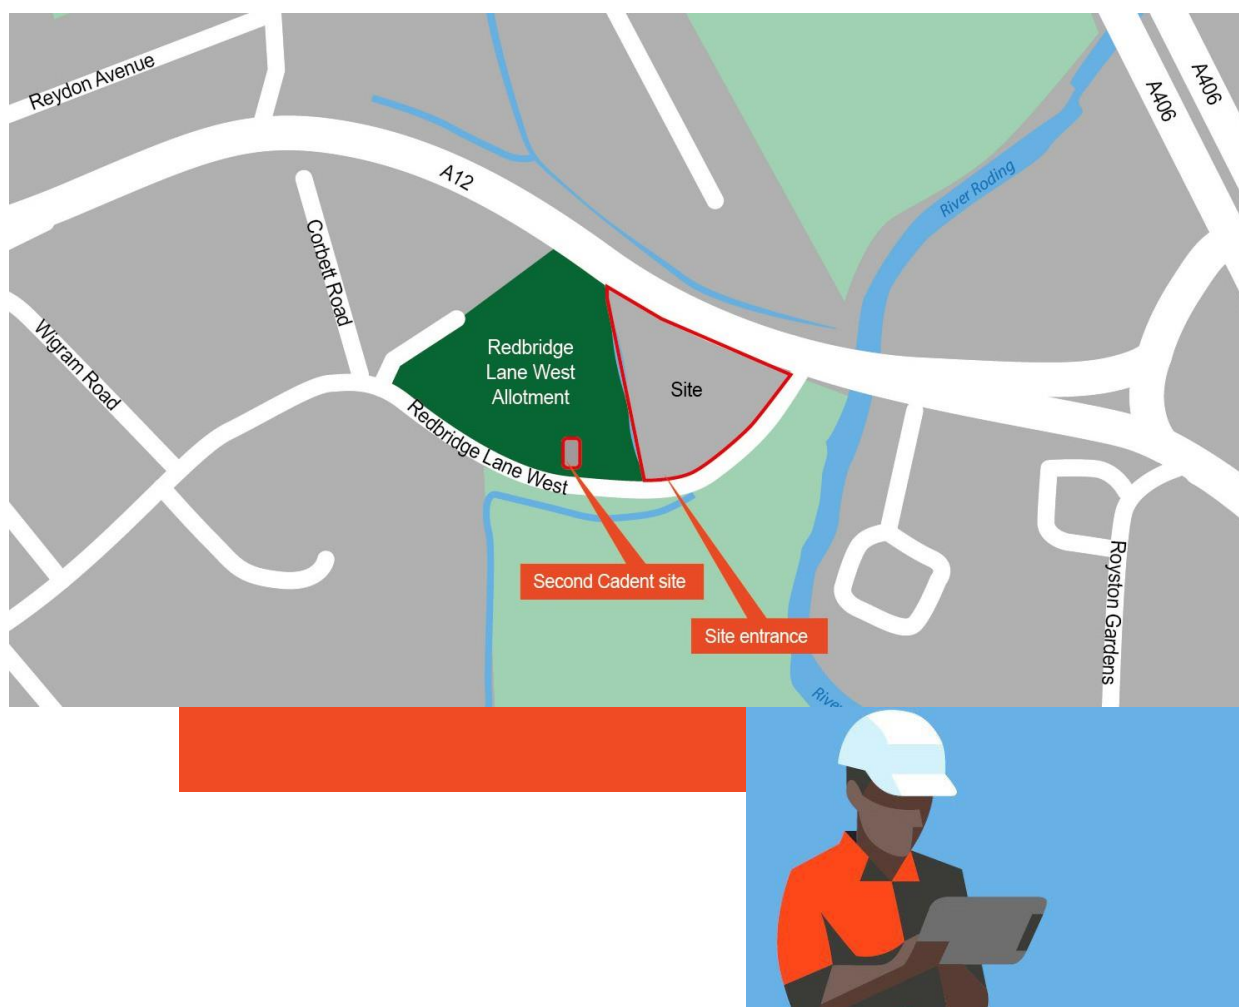 Reydon Avenue
A406
A406
A12
River Roding
Corbett Road
Wigram Road
Redbridge
Lane West
Allotment
Site
Redbridge Lane West
Second Cadent site
Site entrance
Royston Gardens
River